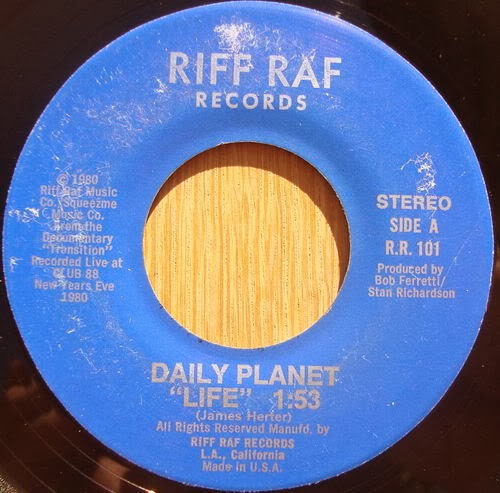 RIFF RAF
RECORDS
© 1980
Riff Raf Music
Co./Squeezme
Music Co.
From the
Documentary
"Transition"
Recorded Live at
CLUB 88
New Years Eve
1980
STEREO
SIDE A
R.R. 101
Produced by
Bob Ferretti/
Stan Richardson
DAILY PLANET
"LIFE" 1:53
(James Herter)
All Rights Reserved Manufd. by
RIFF RAF RECORDS
L.A., California
Made in U.S.A.